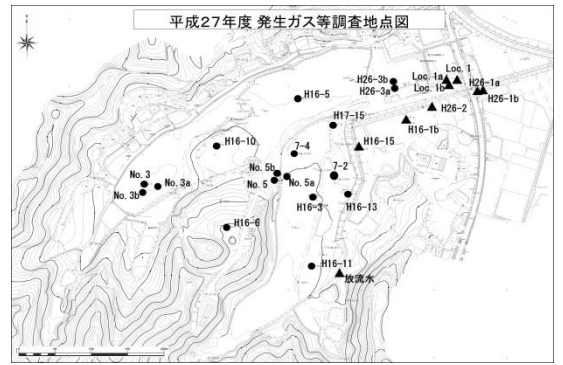 平成27年度 発生ガス等調査地点図
Loc. 1
Loc. 1a
H26-3b
H26-1a
Loc. 1b
H26-3a
H26-1b
H16-5
H26-2
H17-15
H16-1b
H16-10
H16-15
7-4
No. 5b
7-2
No. 3
No. 3a
No. 5
No. 5a
No. 3b
H16-3
H16-13
H16-6
H16-11
放流水